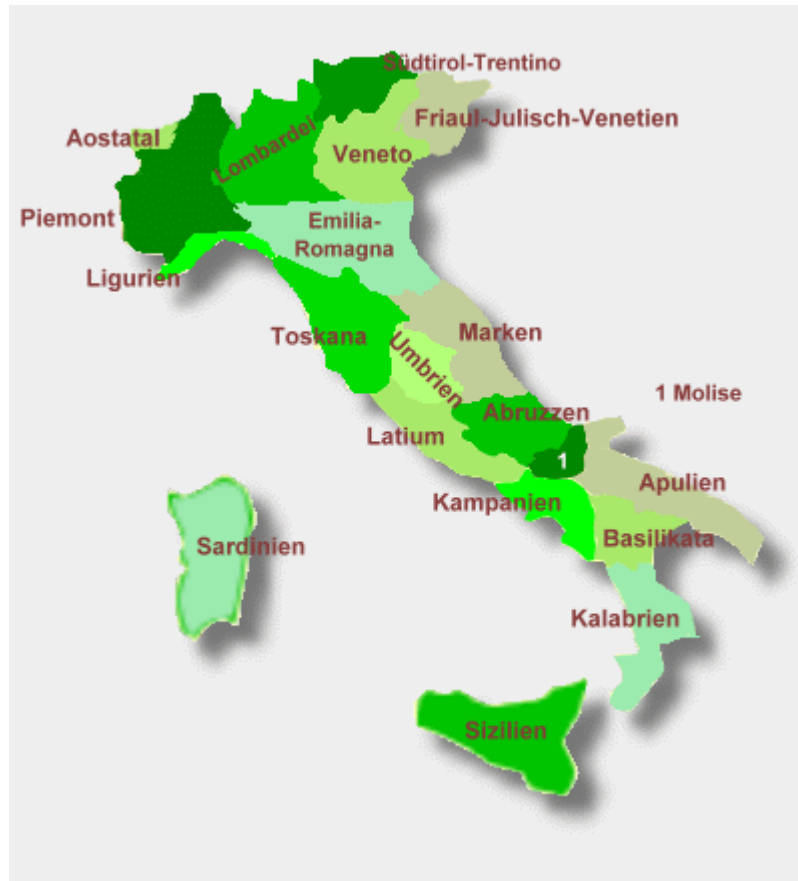 Südtirol-Trentino
Friaul-Julisch-Venetien
Aostatal
Lombardei
Veneto
Piemont
Emilia-
Romagna
Ligurien
Toskana
Marken
Umbrien
1 Molise
Abruzzen
Latium
1
Apulien
Kampanien
Basilikata
Sardinien
Kalabrien
Sizilien